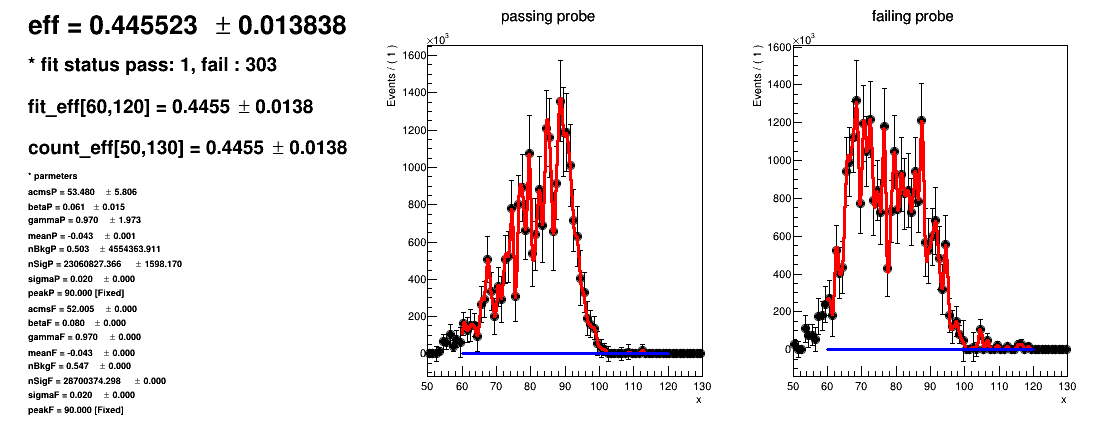 eff = 0.445523 ± 0.013838
* fit status pass: 1, fail : 303
fit_eff[60,120] = 0.4455 ± 0.0138
count_eff[50,130] = 0.4455 ± 0.0138
* parmeters
acmsP = 53.480 ± 5.806
betaP = 0.061 ± 0.015
gammaP = 0.970 ± 1.973
meanP = -0.043 ± 0.001
nBkgP = 0.503 ± 4554363.911
nSigP = 23060827.366 ± 1598.170
sigmaP = 0.020 ± 0.000
peakP = 90.000 [Fixed]
acmsF = 52.005 ± 0.000
betaF = 0.080 ± 0.000
gammaF = 0.970 ± 0.000
meanF = -0.043 ± 0.000
nBkgF = 0.547 ± 0.000
nSigF = 28700374.298 ± 0.000
sigmaF = 0.020 ± 0.000
peakF = 90.000 [Fixed]
passing probe
×10³
Events / ( 1 )
1600
1400
1200
1000
800
600
400
200
0
50 60 70 80 90 100 110 120 130
x
failing probe
×10³
Events / ( 1 )
1600
1400
1200
1000
800
600
400
200
0
50 60 70 80 90 100 110 120 130
x